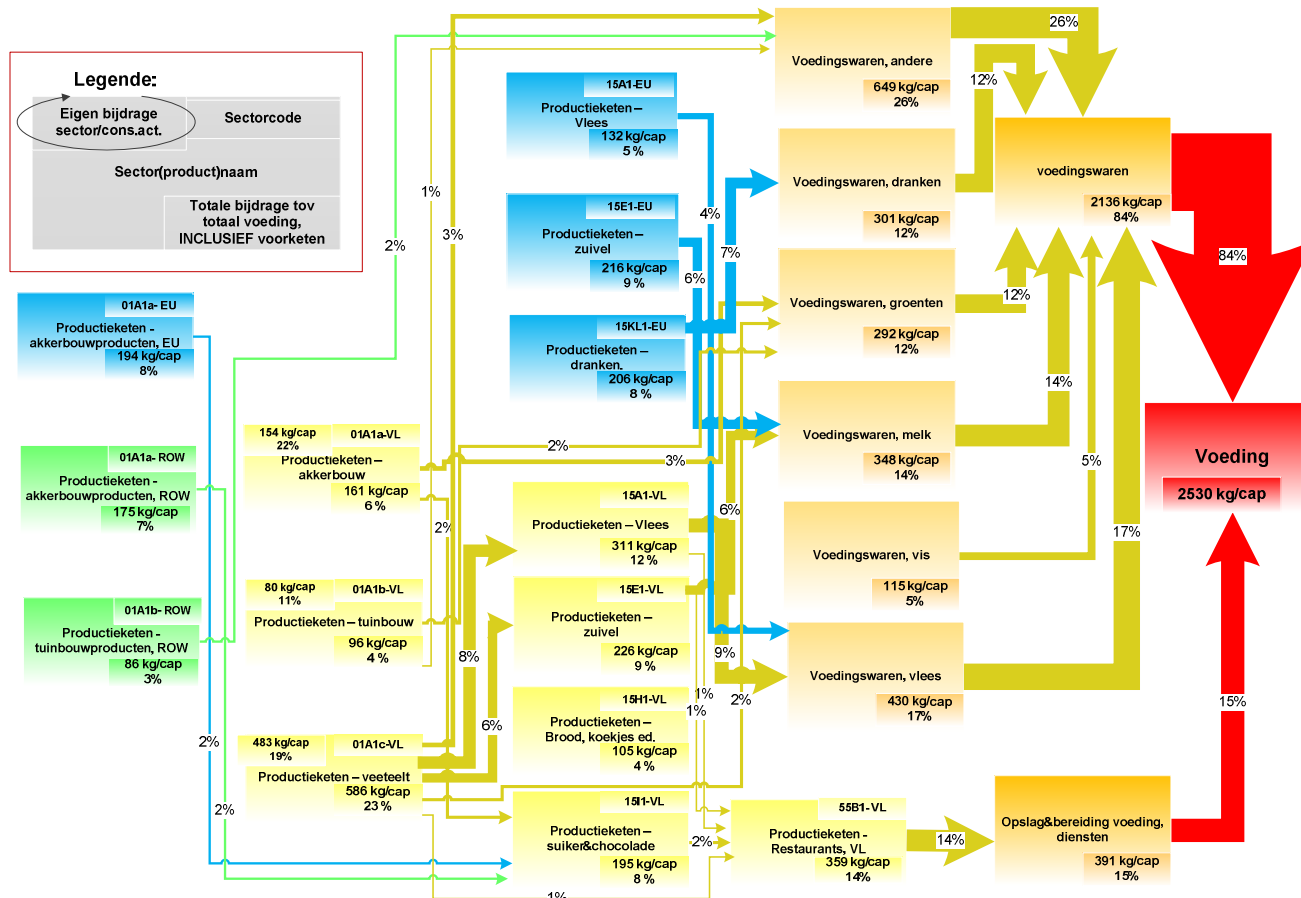 Legende:
Eigen bijdrage
sector/cons.act.
Sectorcode
Sector(product)naam
Totale bijdrage tov
totaal voeding,
INCLUSIEF voorketen
01A1a- EU
Productieketen -
akkerbouwproducten, EU
194 kg/cap
8%
01A1a- ROW
Productieketen -
akkerbouwproducten, ROW
175 kg/cap
7%
01A1b- ROW
Productieketen -
tuinbouwproducten, ROW
86 kg/cap
3%
154 kg/cap
22%
01A1a-VL
Productieketen –
akkerbouw
161 kg/cap
6 %
80 kg/cap
11%
01A1b-VL
Productieketen – tuinbouw
96 kg/cap
4 %
483 kg/cap
19%
01A1c-VL
Productieketen – veeteelt
586 kg/cap
23 %
15A1-EU
Productieketen –
Vlees
132 kg/cap
5 %
15E1-EU
Productieketen –
zuivel
216 kg/cap
9 %
15KL1-EU
Productieketen –
dranken.
206 kg/cap
8 %
15A1-VL
Productieketen – Vlees
311 kg/cap
12 %
15E1-VL
Productieketen –
zuivel
226 kg/cap
9 %
15H1-VL
Productieketen –
Brood, koekjes ed.
105 kg/cap
4 %
15I1-VL
Productieketen –
suiker&chocolade
195 kg/cap
8 %
55B1- VL
Productieketen -
Restaurants, VL
359 kg/cap
14%
Voedingswaren, andere
649 kg/cap
26%
Voedingswaren, dranken
301 kg/cap
12%
Voedingswaren, groenten
292 kg/cap
12%
Voedingswaren, melk
348 kg/cap
14%
Voedingswaren, vis
115 kg/cap
5%
Voedingswaren, vlees
430 kg/cap
17%
voedingswaren
2136 kg/cap
84%
Opslag&bereiding voeding,
diensten
391 kg/cap
15%
Voeding
2530 kg/cap
26%
12%
1%
3%
2%
4%
7%
6%
12%
84%
14%
2%
3%
5%
2%
6%
17%
8%
9%
1%
1%
2%
6%
15%
2%
2%
2%
14%
1%